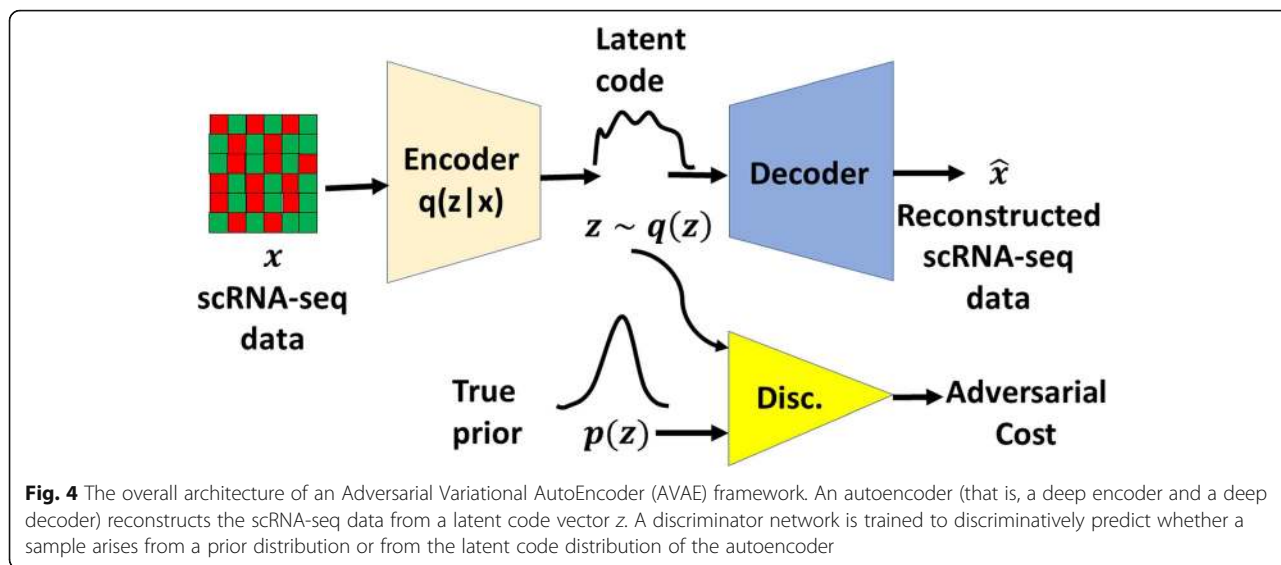 Latent
code
Encoder
q(z|x)
Decoder
x
scRNA-seq
data
z ~ q(z)
x̂
Reconstructed
scRNA-seq
data
True
prior
p(z)
Disc.
Adversarial
Cost
Fig. 4 The overall architecture of an Adversarial Variational AutoEncoder (AVAE) framework. An autoencoder (that is, a deep encoder and a deep
decoder) reconstructs the scRNA-seq data from a latent code vector z. A discriminator network is trained to discriminatively predict whether a
sample arises from a prior distribution or from the latent code distribution of the autoencoder